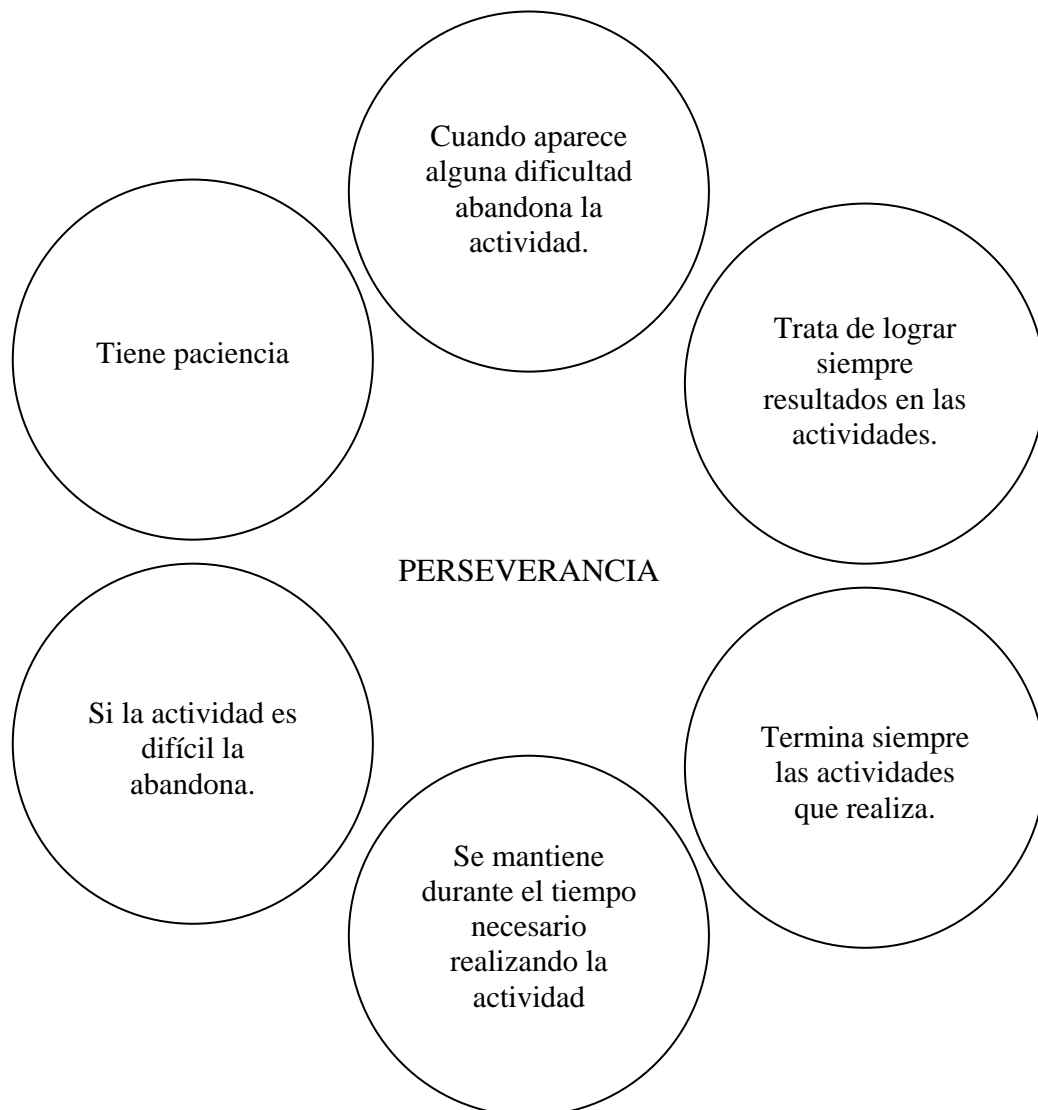 Cuando aparece
alguna dificultad
abandona la
actividad.
Tiene paciencia
Trata de lograr
siempre
resultados en las
actividades.
PERSEVERANCIA
Si la actividad es
difícil la
abandona.
Termina siempre
las actividades
que realiza.
Se mantiene
durante el tiempo
necesario
realizando la
actividad